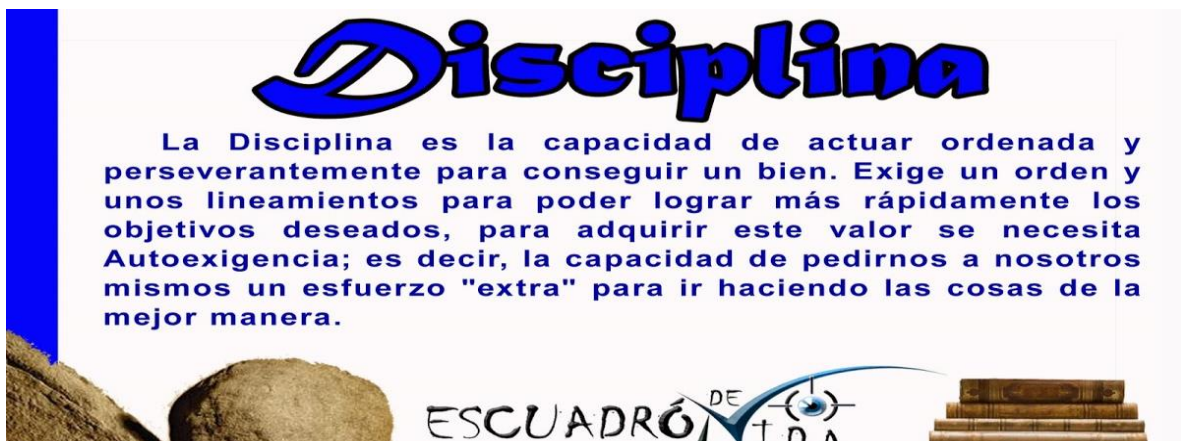 Disciplina
La Disciplina es la capacidad de actuar ordenada y
perseverantemente para conseguir un bien. Exige un orden y
unos lineamientos para poder lograr más rápidamente los
objetivos deseados, para adquirir este valor se necesita
Autoexigencia; es decir, la capacidad de pedirnos a nosotros
mismos un esfuerzo "extra" para ir haciendo las cosas de la
mejor manera.
ESCUADRÓN DE